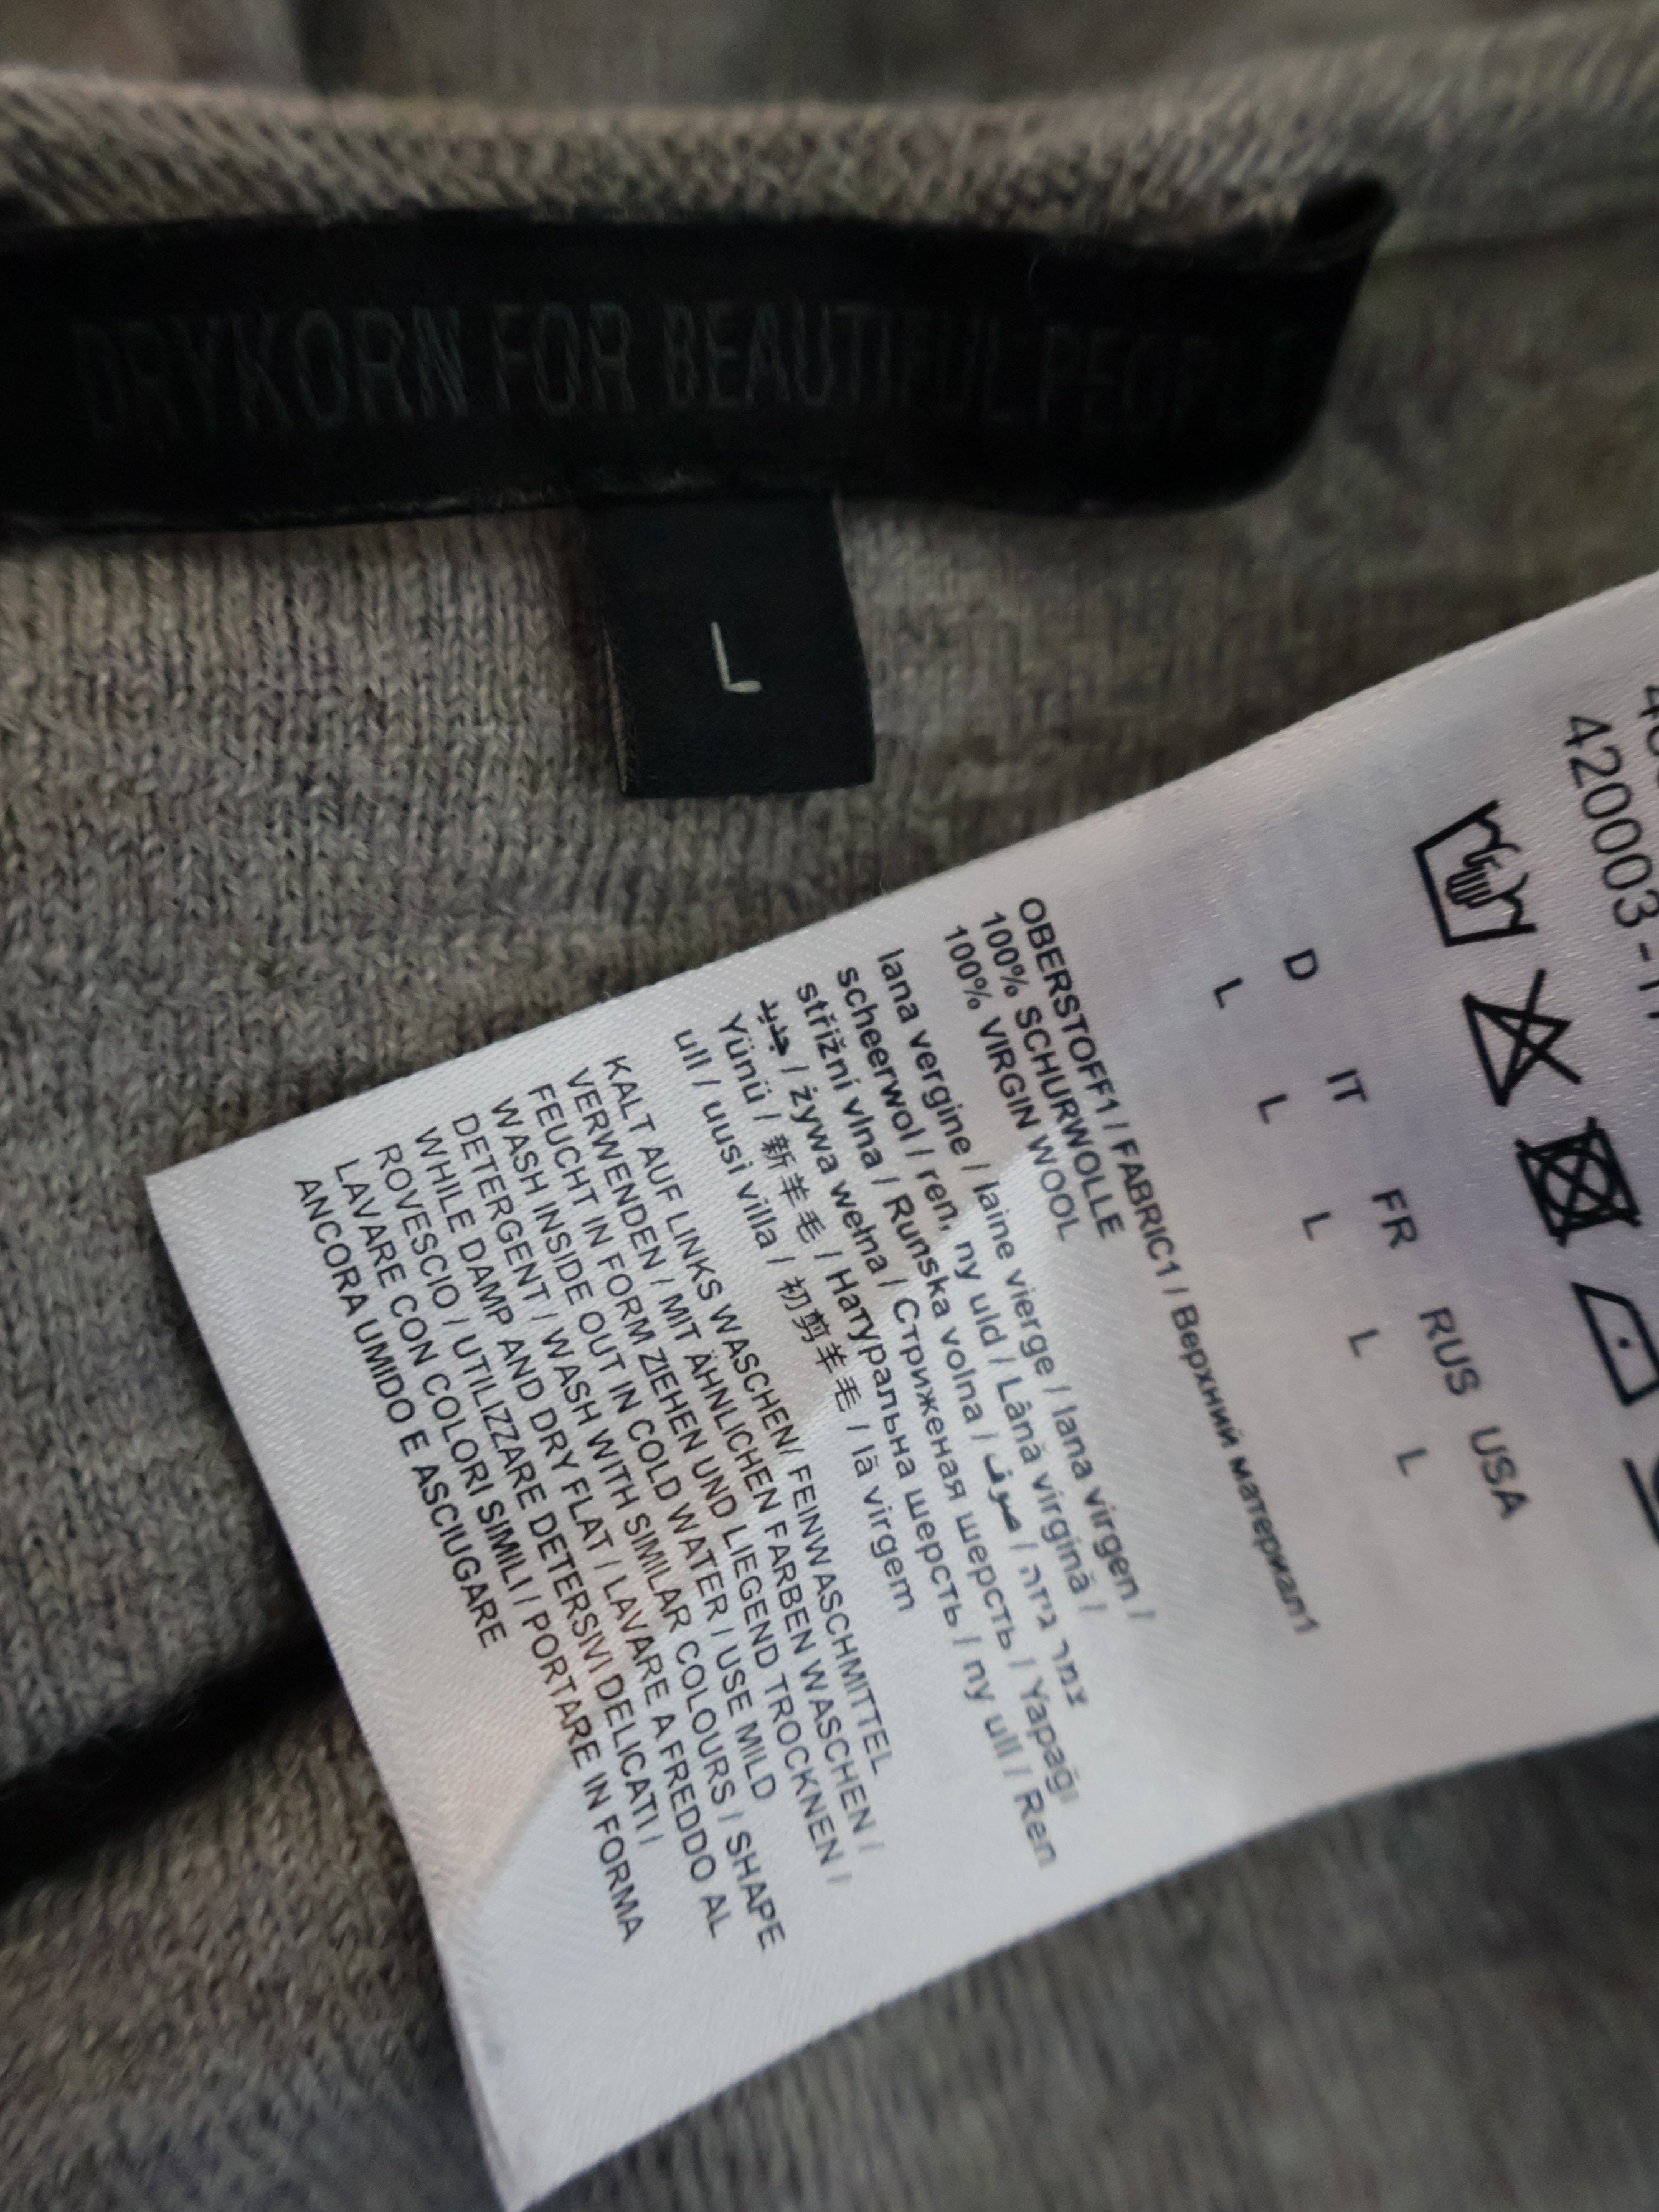 DRYKORN FOR BEAUTIFUL PEOPLE
L
420003 -
D IT FR RUS USA
L L L L L
OBERSTOFF1 / FABRIC1 / Верхний материал1
100% SCHURWOLLE
100% VIRGIN WOOL
lana vergine / laine vierge / lana virgen /
scheerwol / ren, ny uld / Lână virgină /
střižní vlna / Runska volna / صوف / צמר גיזה
جديد / żywa wełna / Стриженая шерсть / Yapağı
Yünü / 新羊毛 / Натуральна шерсть / ny ull / Ren
ull / uusi villa / 初剪羊毛 / lã virgem
KALT AUF LINKS WASCHEN/ FEINWASCHMITTEL
VERWENDEN / MIT ÄHNLICHEN FARBEN WASCHEN /
FEUCHT IN FORM ZIEHEN UND LIEGEND TROCKNEN /
WASH INSIDE OUT IN COLD WATER / USE MILD
DETERGENT / WASH WITH SIMILAR COLOURS / SHAPE
WHILE DAMP AND DRY FLAT / LAVARE A FREDDO AL
ROVESCIO / UTILIZZARE DETERSIVI DELICATI /
LAVARE CON COLORI SIMILI / PORTARE IN FORMA
ANCORA UMIDO E ASCIUGARE